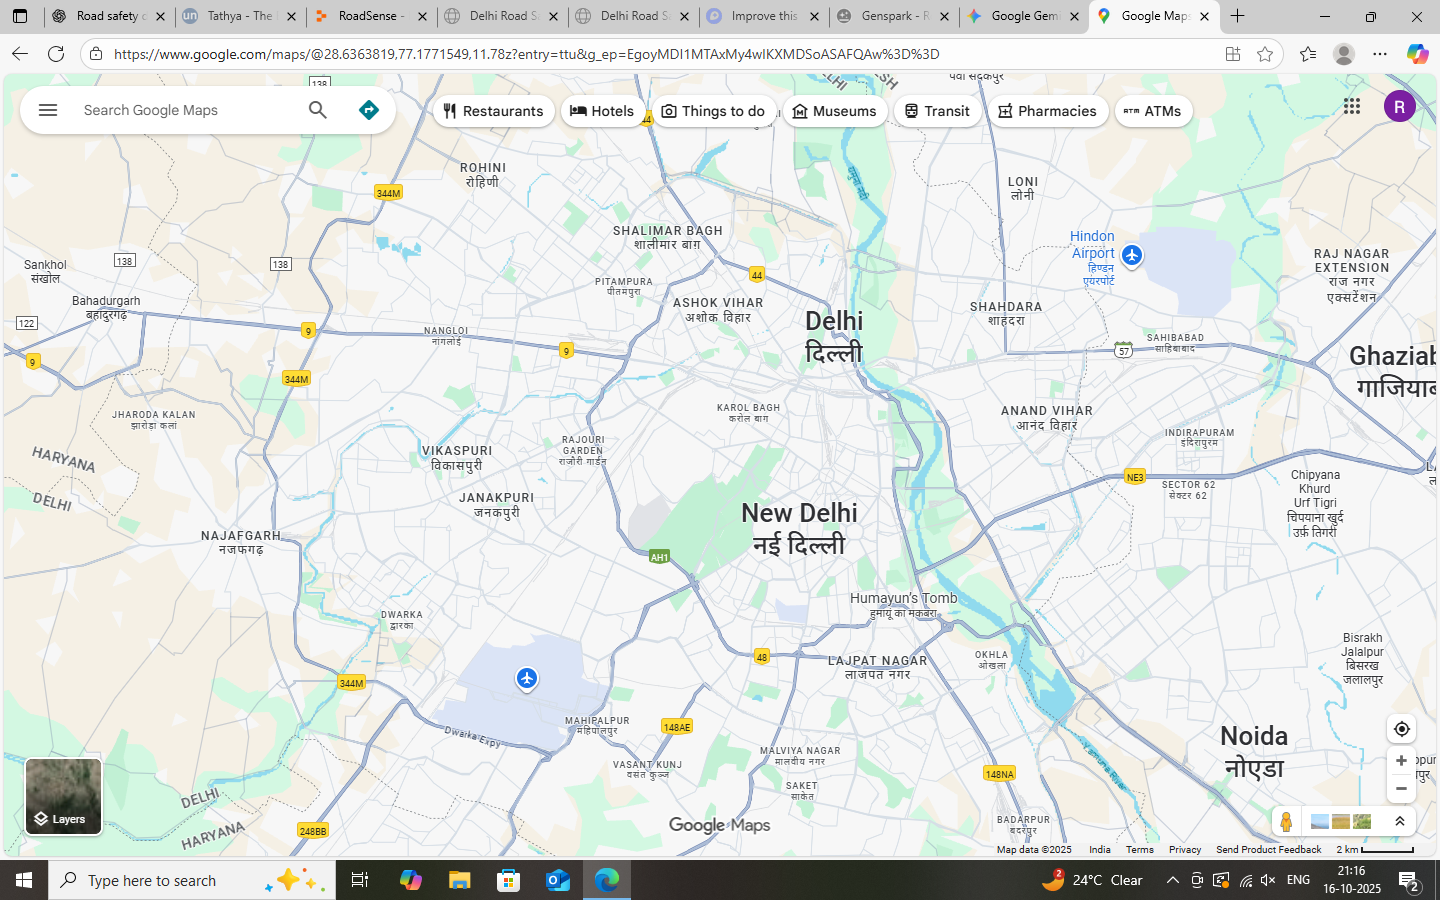 Road safety
Tathya - The
RoadSense -
Delhi Road S
Delhi Road S
Improve this
Genspark - R
Google Gemi
Google Maps
https://www.google.com/maps/@28.6363819,77.1771549,11.78z?entry=ttu&g_ep=EgoyMDI1MTAxMy4wIKXMDSoASAFQAw%3D%3D
Search Google Maps
Restaurants
Hotels
Things to do
Museums
Transit
Pharmacies
ATMs
R
138
44
ROHINI
रोहिणी
344M
यमुना नदी
LONI
लोनी
SHALIMAR BAGH
शालीमार बाग़
Hindon
Airport
हिण्डन
एयरपोर्ट
138
138
Sankhol
संखोल
44
RAJ NAGAR
EXTENSION
राज नगर
एक्सटेंशन
PITAMPURA
पीतमपुरा
Bahadurgarh
बहादुरगढ़
ASHOK VIHAR
अशोक विहार
SHAHDARA
शाहदरा
122
9
NANGLOI
नांगलोई
Delhi
दिल्ली
SAHIBABAD
साहिबाबाद
9
57
9
Ghaziab
गाजियाब
344M
JHARODA KALAN
झारोड़ा कलां
KAROL BAGH
करोल बाग
ANAND VIHAR
आनंद विहार
INDIRAPURAM
इंदिरापुरम
RAJOURI
GARDEN
राजोरी गार्डन
VIKASPURI
विकासपुरी
HARYANA
DELHI
NE3
SECTOR 62
सेक्टर 62
Chipyana
Khurd
Urf Tigri
चिपयाना खुर्द
उर्फ़ तिगरी
JANAKPURI
जनकपुरी
New Delhi
नई दिल्ली
NAJAFGARH
नजफगढ़
AH1
Humayun's Tomb
हुमायूं का मकबरा
DWARKA
द्वारका
Bisrakh
Jalalpur
बिसरख
जलालपुर
48
LAJPAT NAGAR
लाजपत नगर
OKHLA
ओखला
344M
MAHIPALPUR
महिपालपुर
148AE
Dwarka Expy
Noida
नोएडा
MALVIYA NAGAR
मालवीय नगर
VASANT KUNJ
वसंत कुञ्ज
Yamuna River
148NA
SAKET
साकेत
DELHI
HARYANA
248BB
BADARPUR
बदरपुर
Layers
Google Maps
Map data ©2025 India Terms Privacy Send Product Feedback 2 km
Type here to search
2
24°C Clear
ENG
21:16
16-10-2025
2